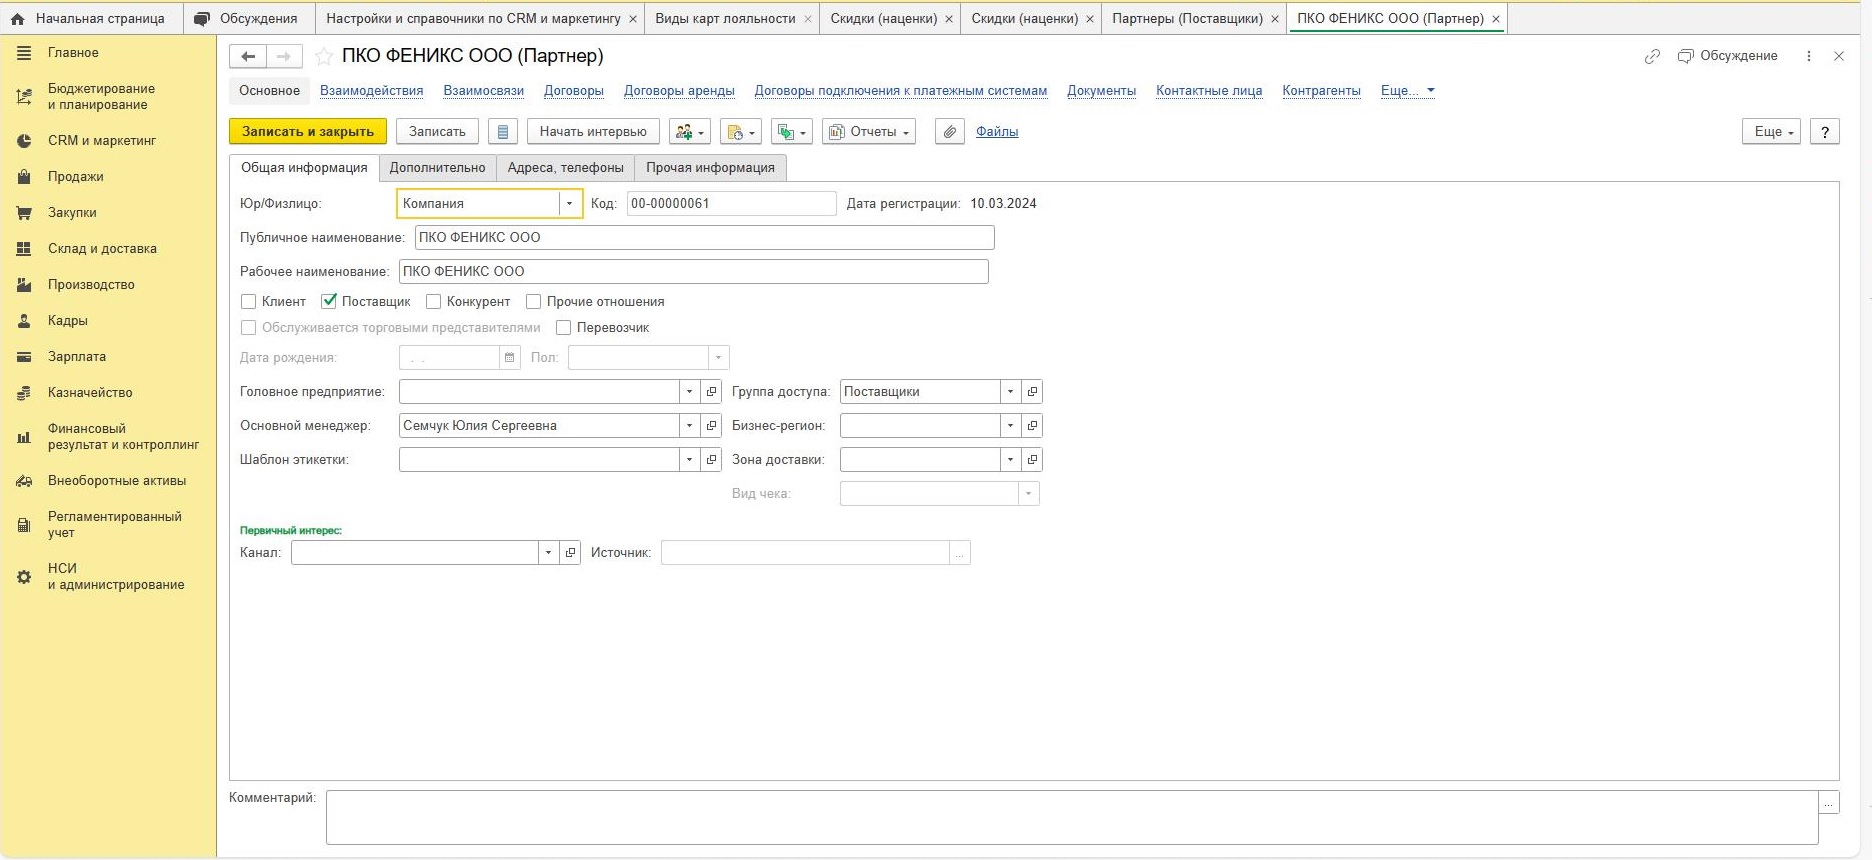 Начальная страница
Обсуждения
Настройки и справочники по CRM и маркетингу ×
Виды карт лояльности ×
Скидки (наценки) ×
Скидки (наценки) ×
Партнеры (Поставщики) ×
ПКО ФЕНИКС ООО (Партнер) ×
Главное
Бюджетирование
и планирование
CRM и маркетинг
Продажи
Закупки
Склад и доставка
Производство
Кадры
Зарплата
Казначейство
Финансовый
результат и контроллинг
Внеоборотные активы
Регламентированный
учет
НСИ
и администрирование
ПКО ФЕНИКС ООО (Партнер)
Обсуждение
Основное Взаимодействия Взаимосвязи Договоры Договоры аренды Договоры подключения к платежным системам Документы Контактные лица Контрагенты Еще...
Записать и закрыть Записать Начать интервью Отчеты Файлы Еще ?
Общая информация Дополнительно Адреса, телефоны Прочая информация
Юр/Физлицо: Компания Код: 00-00000061 Дата регистрации: 10.03.2024
Публичное наименование: ПКО ФЕНИКС ООО
Рабочее наименование: ПКО ФЕНИКС ООО
Клиент Поставщик Конкурент Прочие отношения
Обслуживается торговыми представителями Перевозчик
Дата рождения: . . Пол:
Головное предприятие: Группа доступа: Поставщики
Основной менеджер: Семчук Юлия Сергеевна Бизнес-регион:
Шаблон этикетки: Зона доставки:
Вид чека:
Первичный интерес:
Канал: Источник: ...
Комментарий: ...